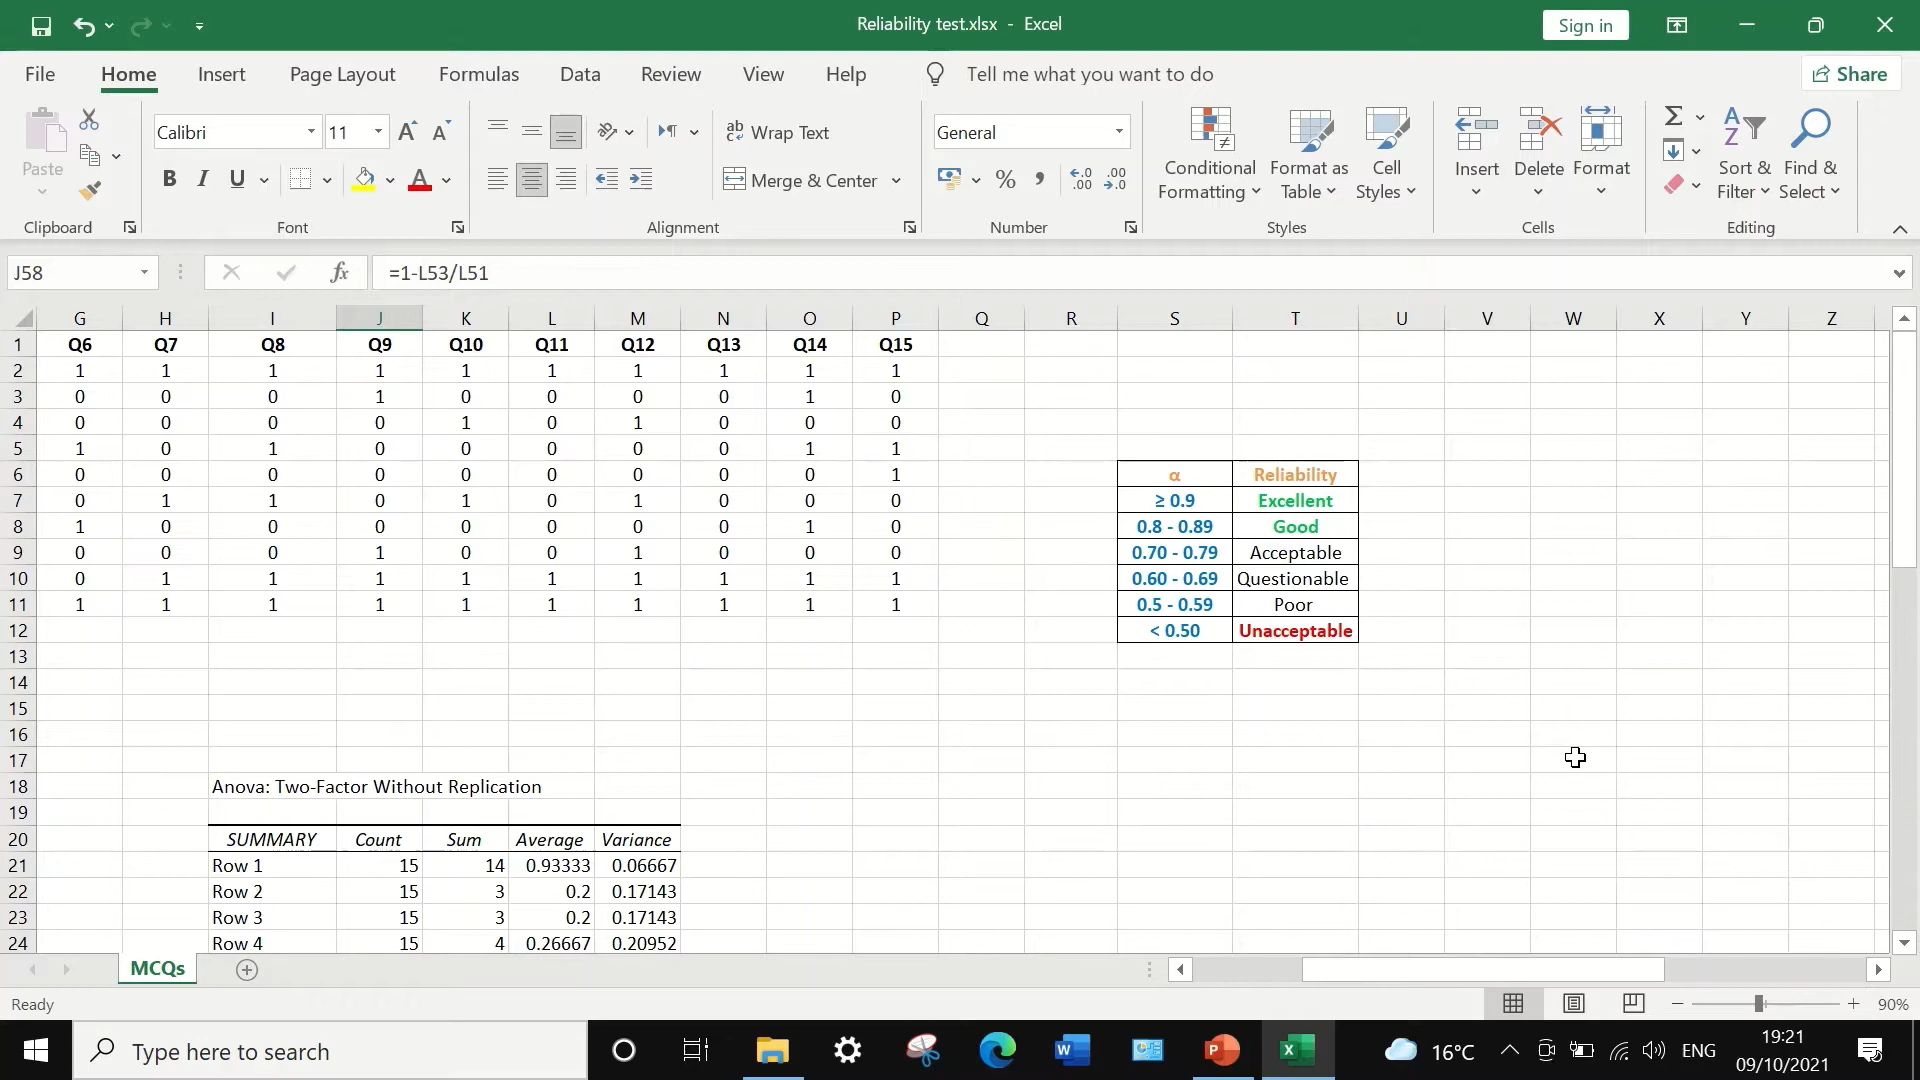 Reliability test.xlsx - Excel
Sign in
File Home Insert Page Layout Formulas Data Review View Help Tell me what you want to do Share
Paste
Calibri 11
B I U
ab Wrap Text
Merge & Center
General
% ,
Conditional Formatting
Format as Table
Cell Styles
Insert Delete Format
Sort & Filter
Find & Select
Clipboard Font Alignment Number Styles Cells Editing
J58 fx =1-L53/L51
G H I J K L M N O P Q R S T U V W X Y Z
1 Q6 Q7 Q8 Q9 Q10 Q11 Q12 Q13 Q14 Q15
2 1 1 1 1 1 1 1 1 1 1
3 0 0 0 1 0 0 0 0 1 0
4 0 0 0 0 1 0 1 0 0 0
5 1 0 1 0 0 0 0 0 1 1
6 0 0 0 0 0 0 0 0 0 1 α Reliability
7 0 1 1 0 1 0 1 0 0 0 ≥ 0.9 Excellent
8 1 0 0 0 0 0 0 0 1 0 0.8 - 0.89 Good
9 0 0 0 1 0 0 1 0 0 0 0.70 - 0.79 Acceptable
10 0 1 1 1 1 1 1 1 1 1 0.60 - 0.69 Questionable
11 1 1 1 1 1 1 1 1 1 1 0.5 - 0.59 Poor
12 < 0.50 Unacceptable
13
14
15
16
17
18 Anova: Two-Factor Without Replication
19
20 SUMMARY Count Sum Average Variance
21 Row 1 15 14 0.93333 0.06667
22 Row 2 15 3 0.2 0.17143
23 Row 3 15 3 0.2 0.17143
24 Row 4 15 4 0.26667 0.20952
MCQs
Ready 90%
Type here to search 16°C ENG 19:21
09/10/2021